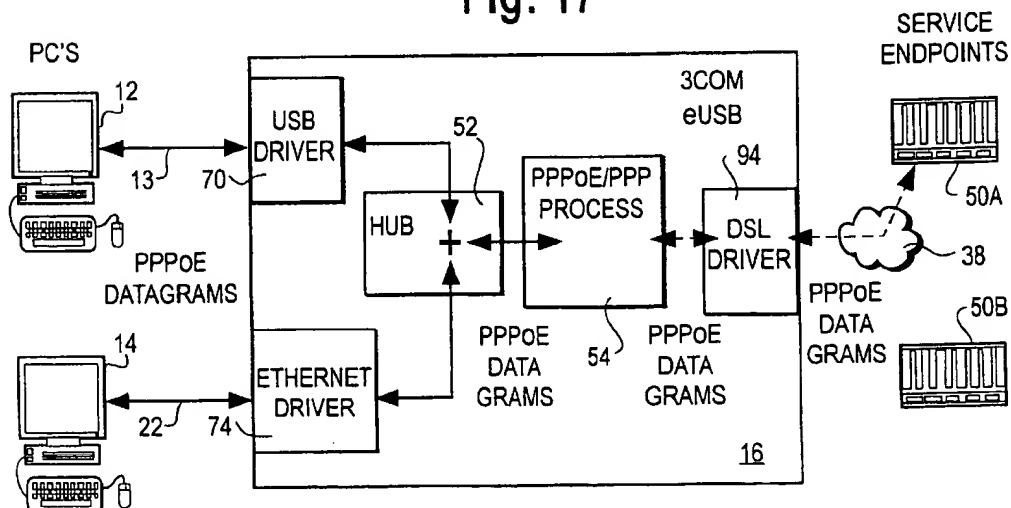 Fig. 17
PC'S
SERVICE
ENDPOINTS
12
13
USB
DRIVER
70
52
HUB
+
3COM
eUSB
PPPoE/PPP
PROCESS
54
94
DSL
DRIVER
50A
38
PPPoE
DATAGRAMS
PPPoE
DATA
GRAMS
PPPoE
DATA
GRAMS
PPPoE
DATA
GRAMS
50B
14
22
ETHERNET
DRIVER
74
16